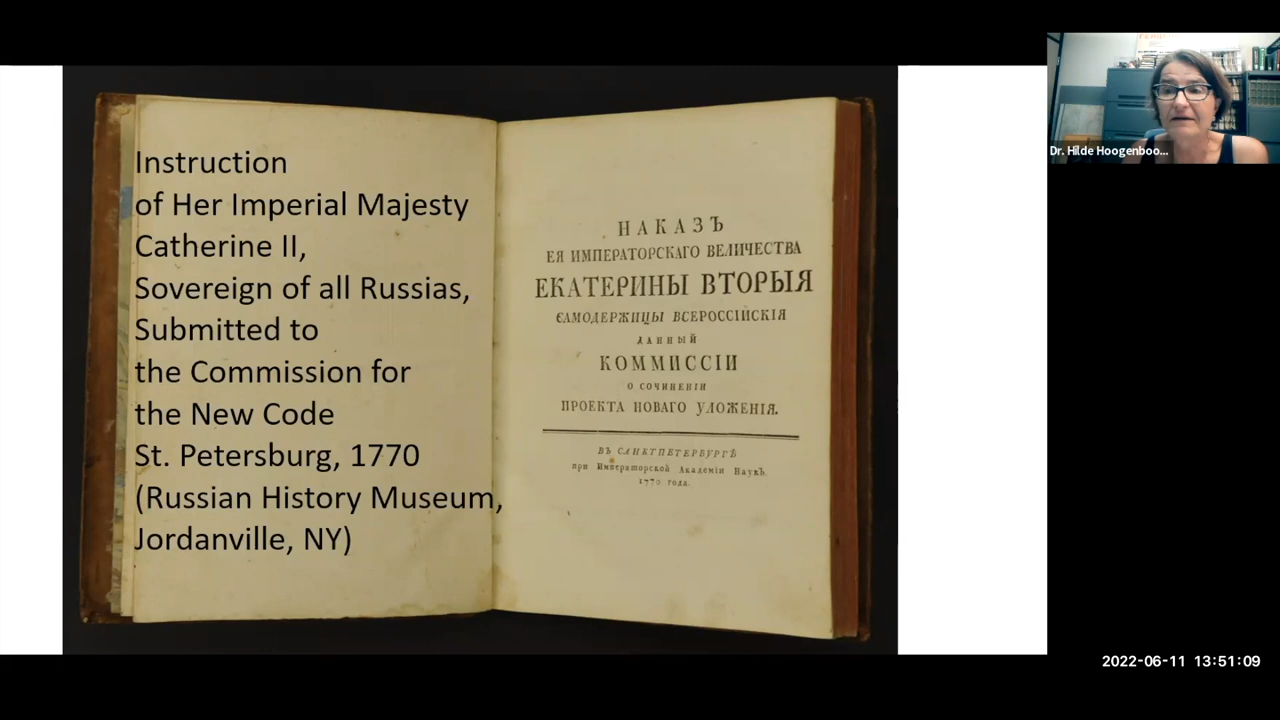 Instruction
of Her Imperial Majesty
Catherine II,
Sovereign of all Russias,
Submitted to
the Commission for
the New Code
St. Petersburg, 1770
(Russian History Museum,
Jordanville, NY)
НАКАЗЪ
ЕЯ ИМПЕРАТОРСКАГО ВЕЛИЧЕСТВА
ЕКАТЕРИНЫ ВТОРЫЯ
САМОДЕРЖИЦЫ ВСЕРОССІЙСКІЯ
ДАННЫЙ
КОММИССІИ
О СОЧИНЕНІИ
ПРОЕКТА НОВАГО УЛОЖЕНІЯ.
ВЪ САНКТПЕТЕРБУРГѢ
при Императорской Академіи Наукъ
1770 года.
Dr. Hilde Hoogenboo...
2022-06-11 13:51:09